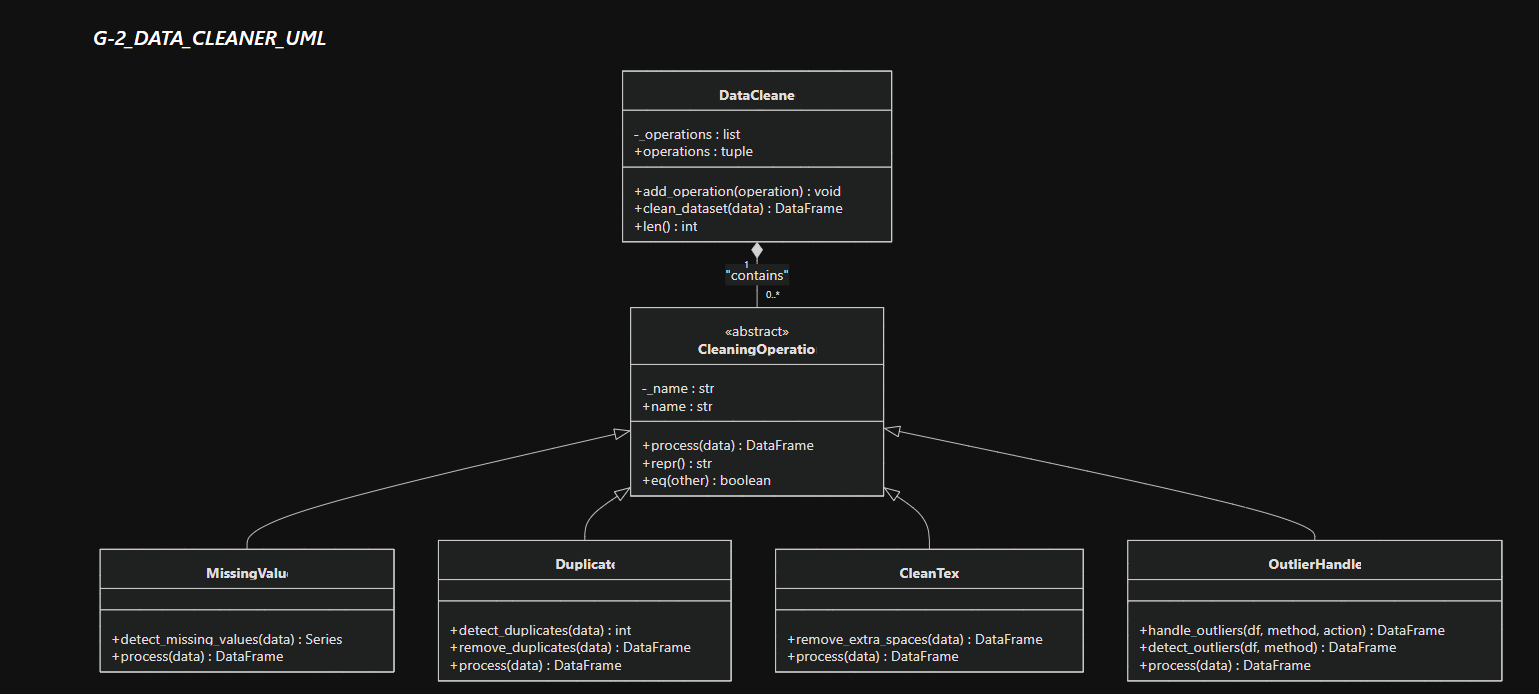 G-2_DATA_CLEANER_UML
DataCleane
-_operations : list
+operations : tuple
+add_operation(operation) : void
+clean_dataset(data) : DataFrame
+len() : int
1
"contains"
0..*
«abstract»
CleaningOperatio
-_name : str
+name : str
+process(data) : DataFrame
+repr() : str
+eq(other) : boolean
MissingValu
+detect_missing_values(data) : Series
+process(data) : DataFrame
Duplicate
+detect_duplicates(data) : int
+remove_duplicates(data) : DataFrame
+process(data) : DataFrame
CleanTex
+remove_extra_spaces(data) : DataFrame
+process(data) : DataFrame
OutlierHandle
+handle_outliers(df, method, action) : DataFrame
+detect_outliers(df, method) : DataFrame
+process(data) : DataFrame